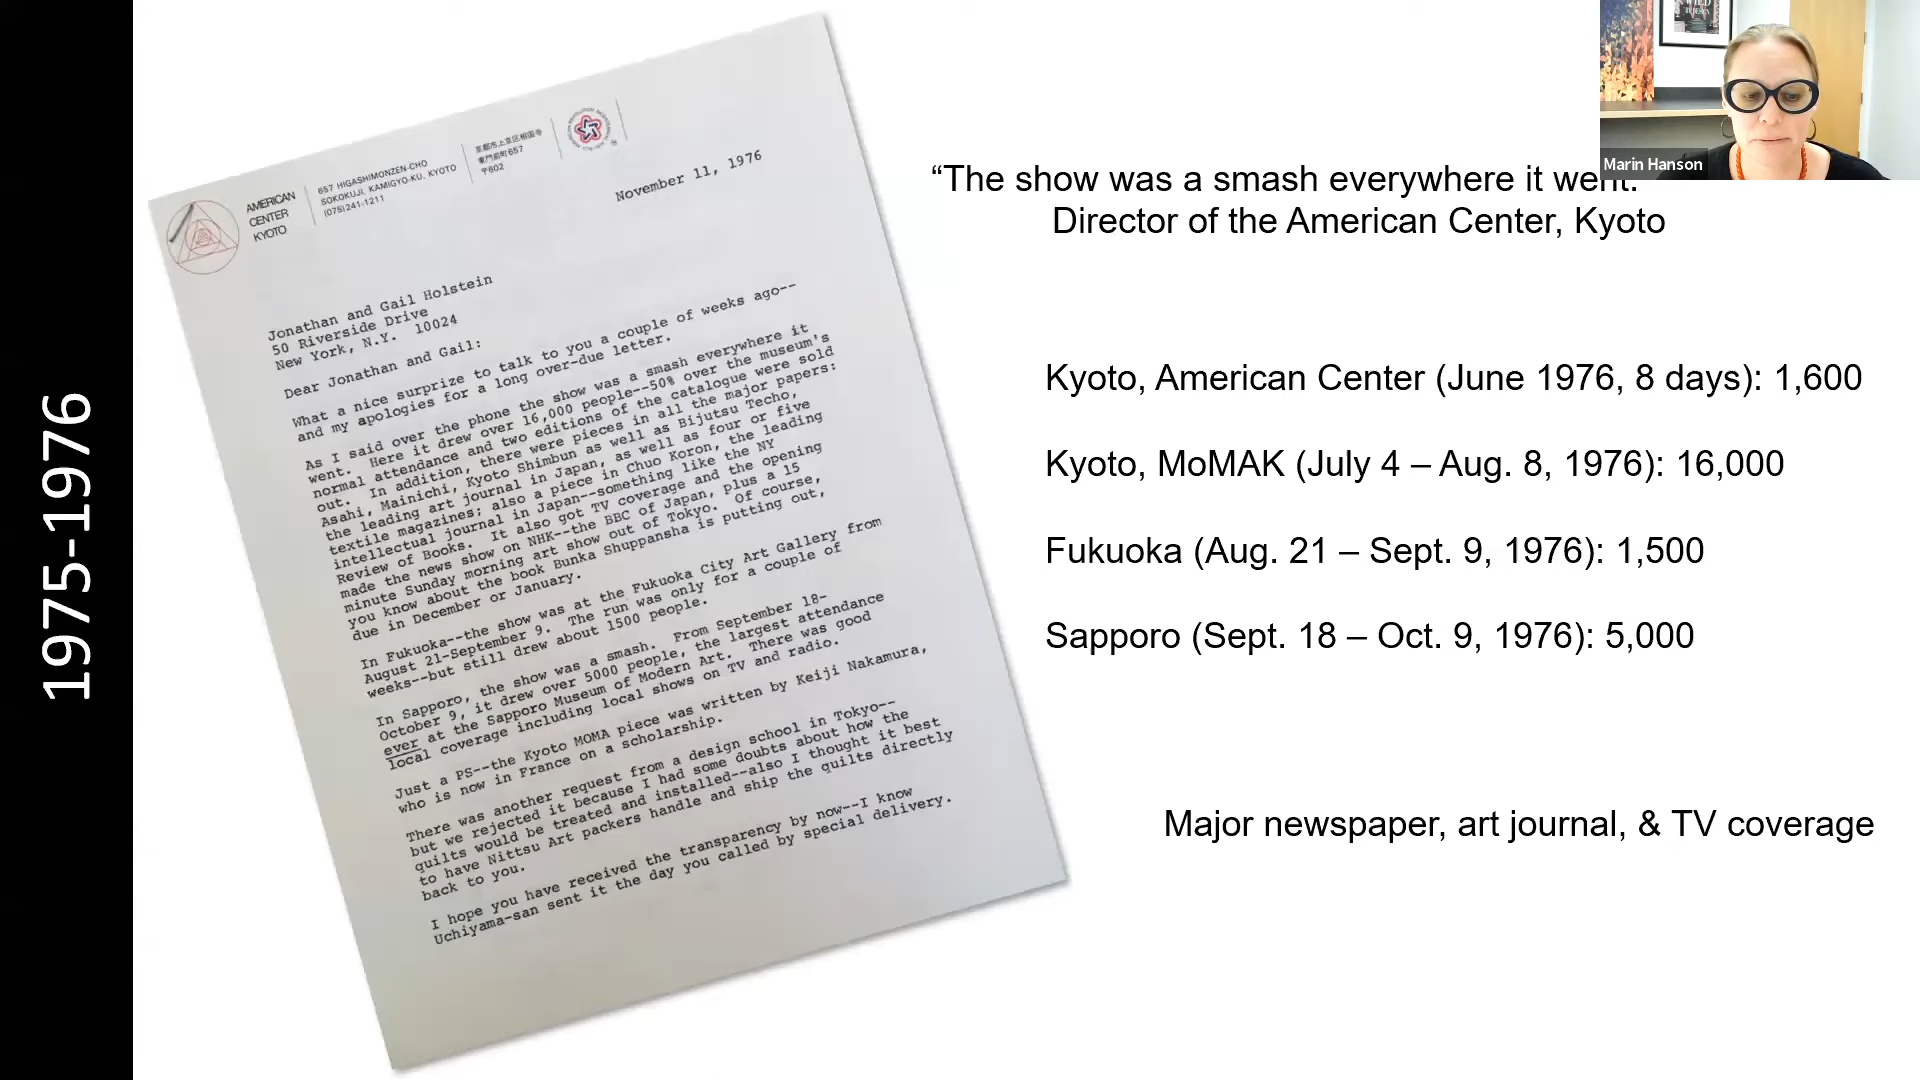 1975-1976
AMERICAN
CENTER
KYOTO
657 HIGASHIMONZEN-CHO
SOKOKUJI, KAMIGYO-KU, KYOTO
(075)241-1211
京都市上京区相国寺
東門前町657
〒602
November 11, 1976
Jonathan and Gail Holstein
50 Riverside Drive
New York, N.Y. 10024
Dear Jonathan and Gail:
What a nice surprize to talk to you a couple of weeks ago--
and my apologies for a long over-due letter.
As I said over the phone the show was a smash everywhere it
went. Here it drew over 16,000 people--50% over the museum's
normal attendance and two editions of the catalogue were sold
out. In addition, there were pieces in all the major papers:
Asahi, Mainichi, Kyoto Shimbun as well as Bijutsu Techo,
the leading art journal in Japan, as well as four or five
textile magazines; also a piece in Chuo Koron, the leading
intellectual journal in Japan--something like the NY
Review of Books. It also got TV coverage and the opening
made the news show on NHK--the BBC of Japan, plus a 15
minute Sunday morning art show out of Tokyo. Of course,
you know about the book Bunka Shuppansha is putting out,
due in December or January.
In Fukuoka--the show was at the Fukuoka City Art Gallery from
August 21-September 9. The run was only for a couple of
weeks--but still drew about 1500 people.
In Sapporo, the show was a smash. From September 18-
October 9, it drew over 5000 people, the largest attendance
ever at the Sapporo Museum of Modern Art. There was good
local coverage including local shows on TV and radio.
Just a PS--the Kyoto MOMA piece was written by Keiji Nakamura,
who is now in France on a scholarship.
There was another request from a design school in Tokyo--
but we rejected it because I had some doubts about how the
quilts would be treated and installed--also I thought it best
to have Nittsu Art packers handle and ship the quilts directly
back to you.
I hope you have received the transparency by now--I know
Uchiyama-san sent it the day you called by special delivery.
“The show was a smash everywhere it went.
Director of the American Center, Kyoto
Kyoto, American Center (June 1976, 8 days): 1,600
Kyoto, MoMAK (July 4 – Aug. 8, 1976): 16,000
Fukuoka (Aug. 21 – Sept. 9, 1976): 1,500
Sapporo (Sept. 18 – Oct. 9, 1976): 5,000
Major newspaper, art journal, & TV coverage
Marin Hanson